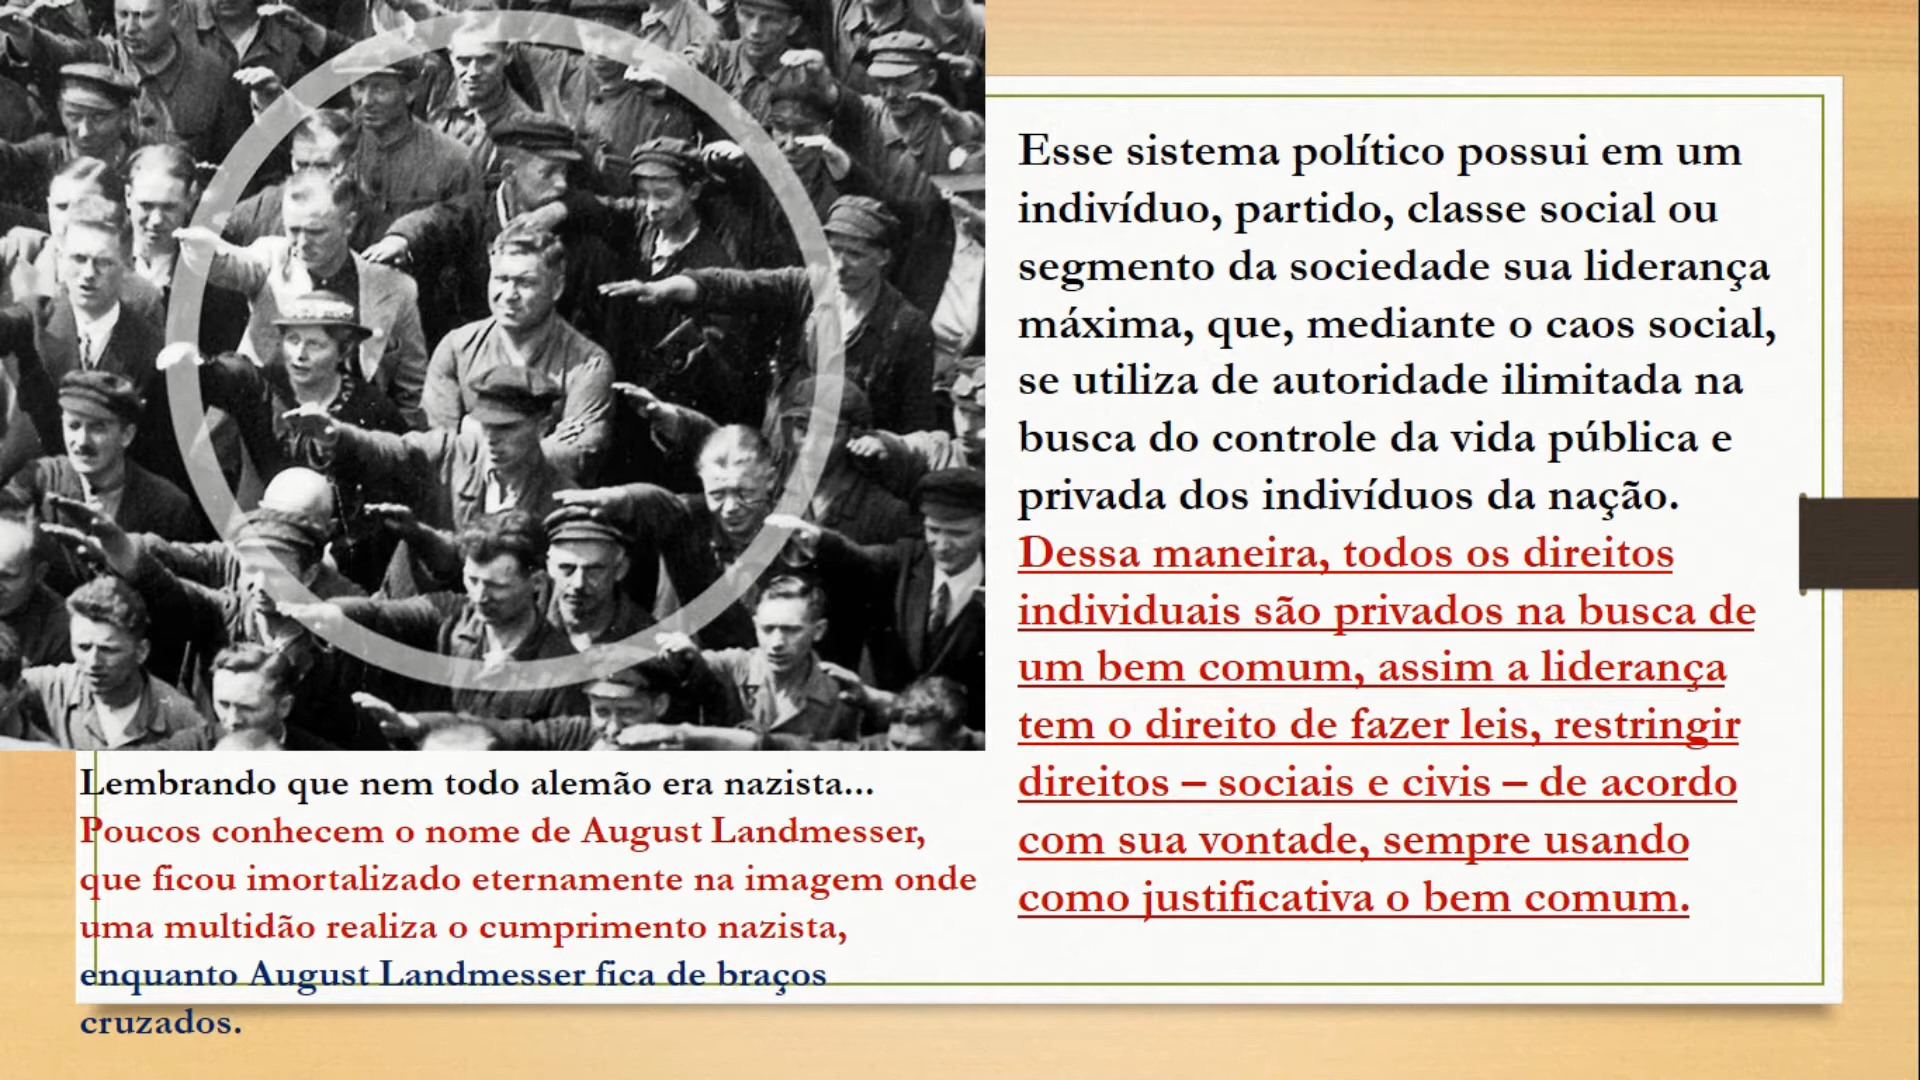 Esse sistema político possui em um
indivíduo, partido, classe social ou
segmento da sociedade sua liderança
máxima, que, mediante o caos social,
se utiliza de autoridade ilimitada na
busca do controle da vida pública e
privada dos indivíduos da nação.
Dessa maneira, todos os direitos
individuais são privados na busca de
um bem comum, assim a liderança
tem o direito de fazer leis, restringir
direitos – sociais e civis – de acordo
com sua vontade, sempre usando
como justificativa o bem comum.
Lembrando que nem todo alemão era nazista...
Poucos conhecem o nome de August Landmesser,
que ficou imortalizado eternamente na imagem onde
uma multidão realiza o cumprimento nazista,
enquanto August Landmesser fica de braços
cruzados.